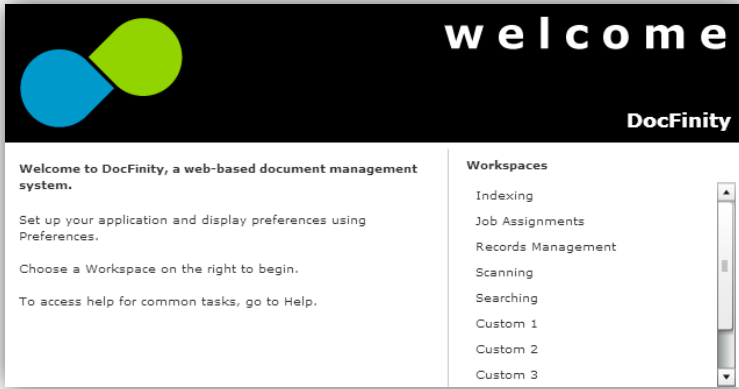 welcome
DocFinity
Welcome to DocFinity, a web-based document management
system.
Set up your application and display preferences using
Preferences.
Choose a Workspace on the right to begin.
To access help for common tasks, go to Help.
Workspaces
Indexing
Job Assignments
Records Management
Scanning
Searching
Custom 1
Custom 2
Custom 3